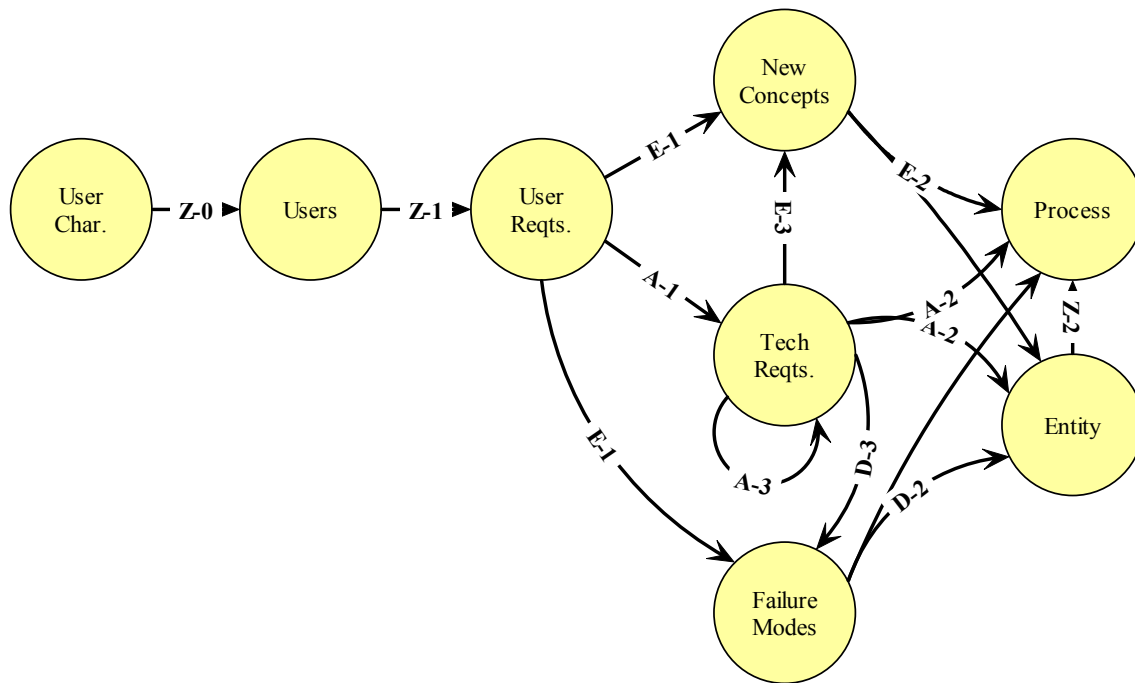 New
Concepts
E-1
E-2
User
Char.
Z-0
Users
Z-1
User
Reqts.
E-3
Process
A-1
A-2
A-2
Z-2
Tech
Reqts.
Entity
E-1
A-3
D-3
D-2
Failure
Modes